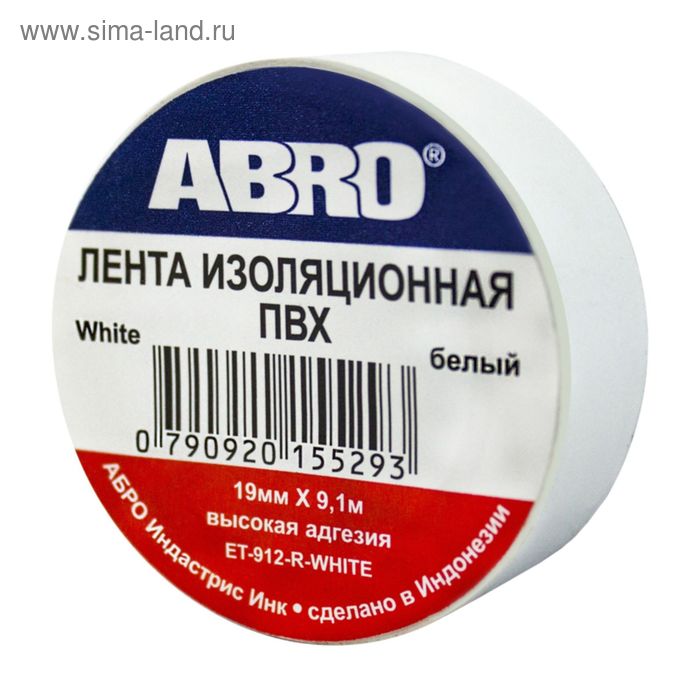 www.sima-land.ru
ABRO®
ЛЕНТА ИЗОЛЯЦИОННАЯ
ПВХ
White
белый
0 790920 155293
19мм X 9,1м
высокая адгезия
ET-912-R-WHITE
АБРО Индастрис Инк • сделано в Индонезии